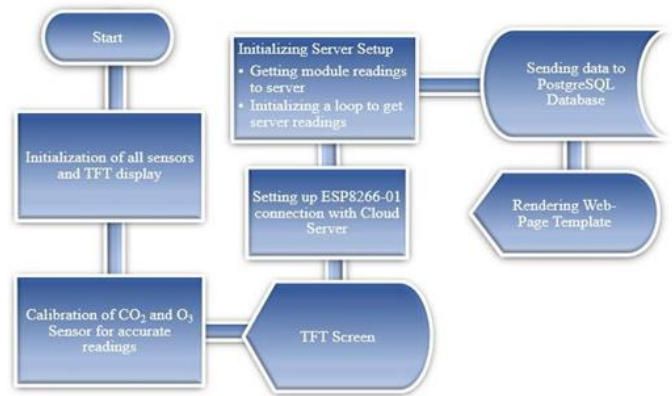 Start
Initialization of all sensors
and TFT display
Calibration of CO₂ and O₃
Sensor for accurate
readings
TFT Screen
Setting up ESP8266-01
connection with Cloud
Server
Initializing Server Setup
• Getting module readings
to server
• Initializing a loop to get
server readings
Sending data to
PostgreSQL
Database
Rendering Web-
Page Template